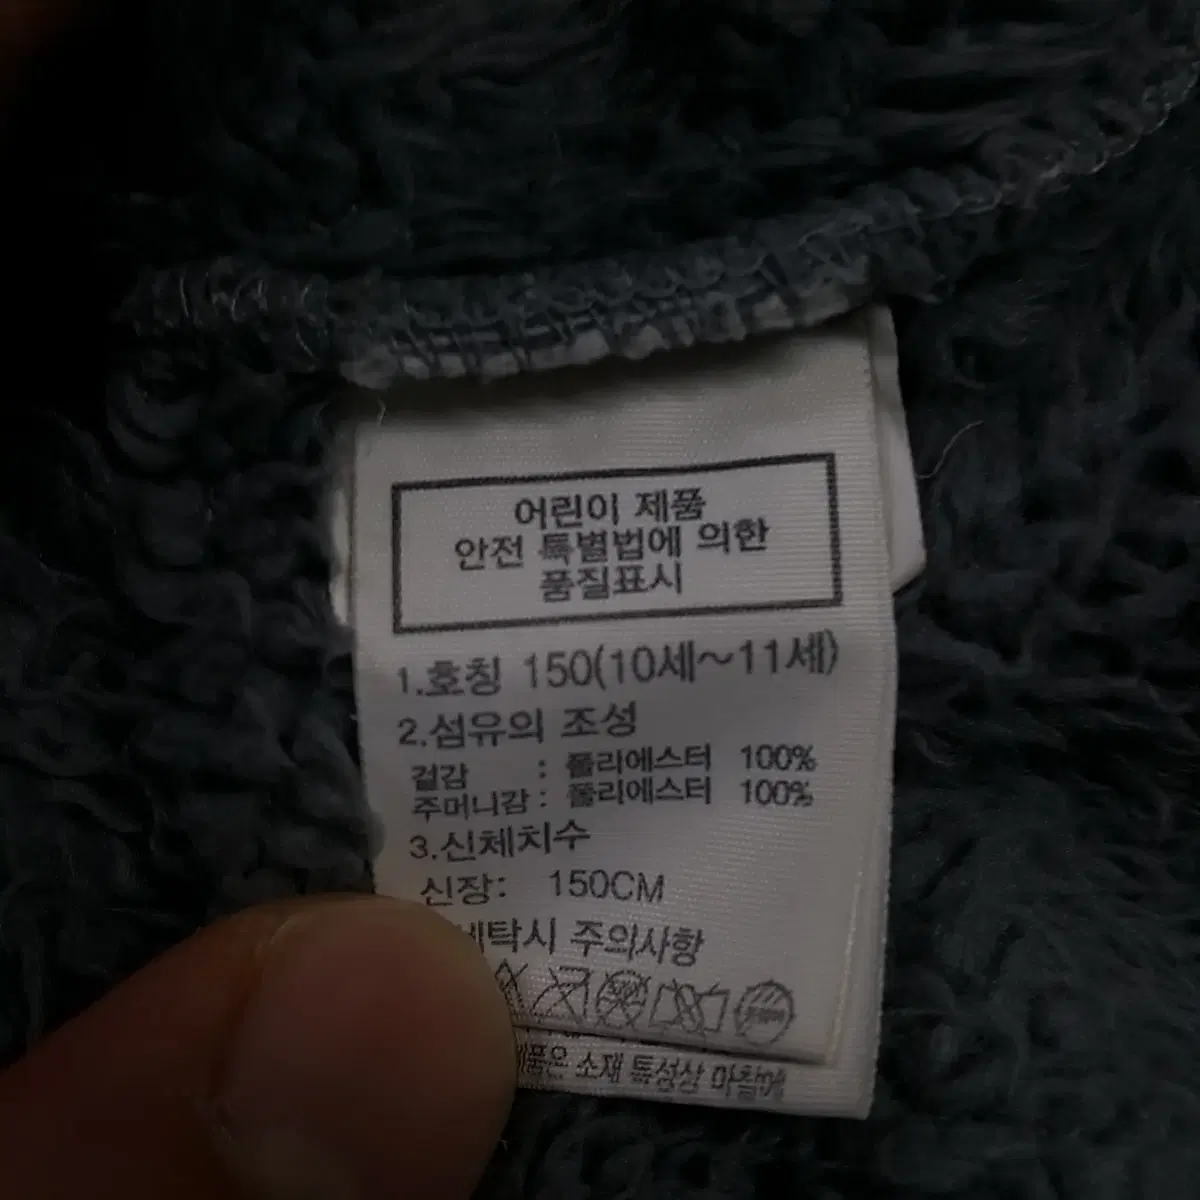 어린이 제품
안전 특별법에 의한
품질표시
1.호칭 150(10세~11세)
2.섬유의 조성
겉감 : 폴리에스터 100%
주머니감 : 폴리에스터 100%
3.신체치수
신장: 150CM
세탁시 주의사항
소재 특성상 마찰에